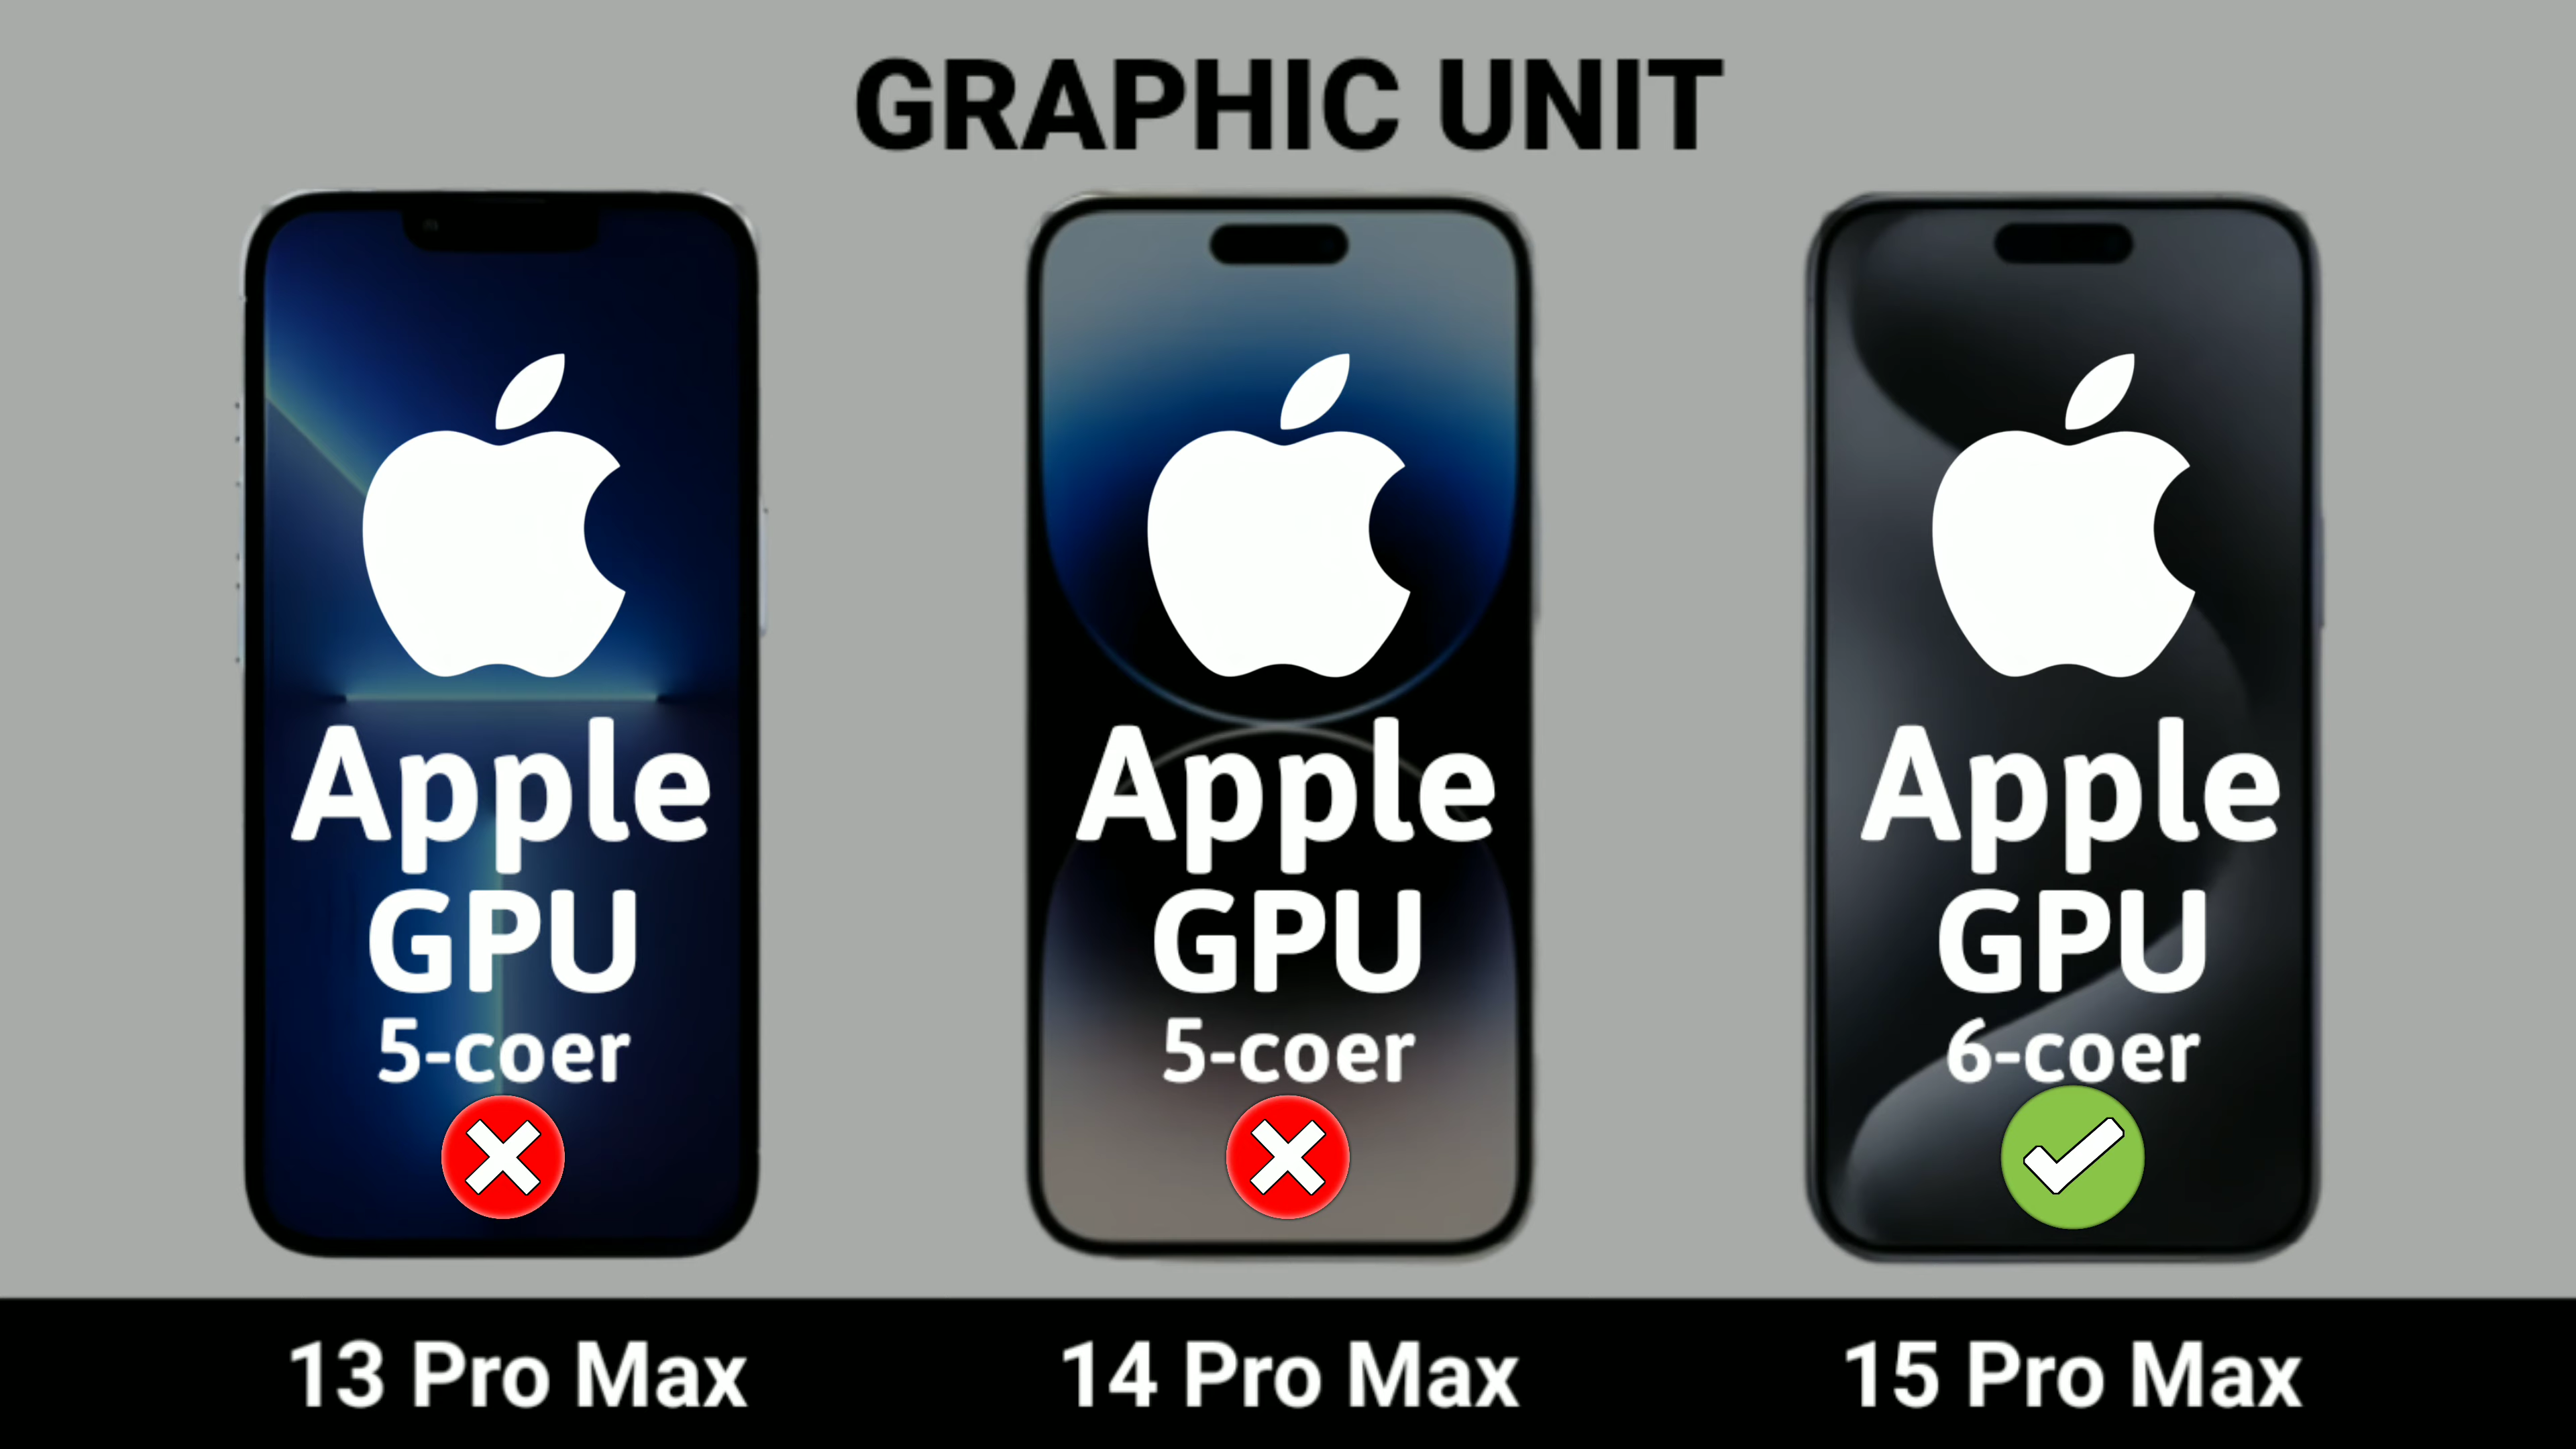 GRAPHIC UNIT
Apple
GPU
5-coer
Apple
GPU
5-coer
Apple
GPU
6-coer
13 Pro Max
14 Pro Max
15 Pro Max